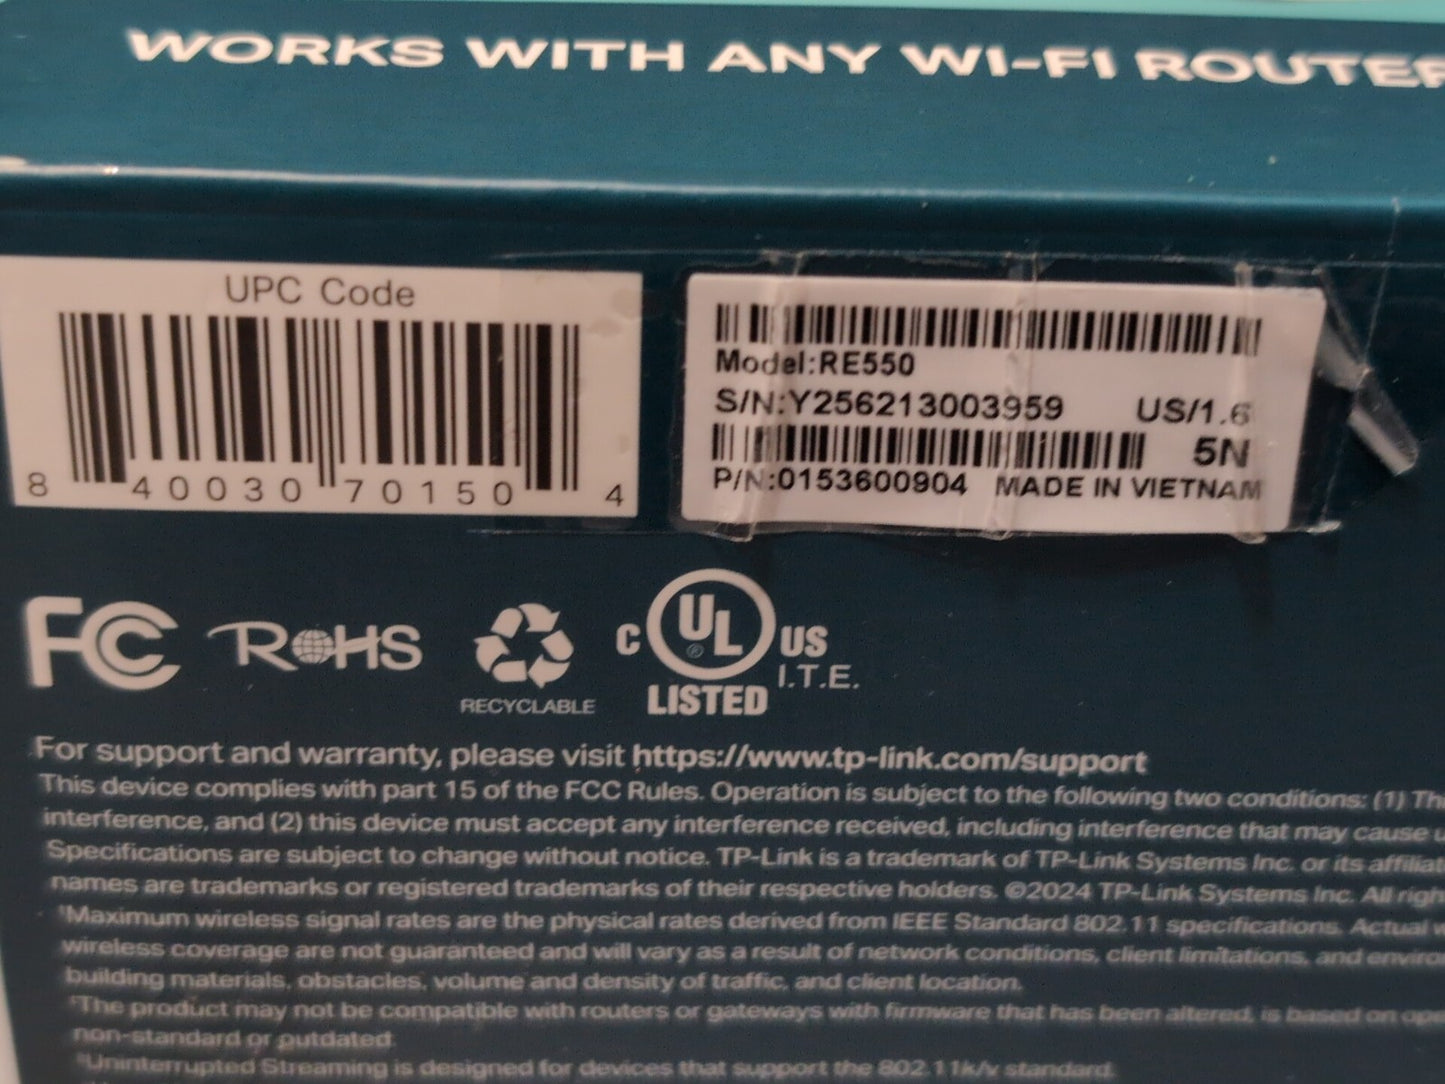 WORKS WITH ANY WI-FI ROUTER
UPC Code
8 40030 70150 4
Model:RE550
S/N:Y256213003959 US/1.6
5N
P/N:0153600904 MADE IN VIETNAM
FC
RoHS
RECYCLABLE
C UL ® US
LISTED I.T.E.
For support and warranty, please visit https://www.tp-link.com/support
This device complies with part 15 of the FCC Rules. Operation is subject to the following two conditions: (1)
interference, and (2) this device must accept any interference received, including interference that may cause
Specifications are subject to change without notice. TP-Link is a trademark of TP-Link Systems Inc. or its
names are trademarks or registered trademarks of their respective holders. ©2024 TP-Link Systems Inc. All
Maximum wireless signal rates are the physical rates derived from IEEE Standard 802.11 specifications. Actual
wireless coverage are not guaranteed and will vary as a result of network conditions, client limitations, and
building materials, obstacles, volume and density of traffic, and client location.
The product may not be compatible with routers or gateways with firmware that has been altered, is based on
non-standard or outdated.
Uninterrupted Streaming is designed for devices that support the 802.11k/v standard.